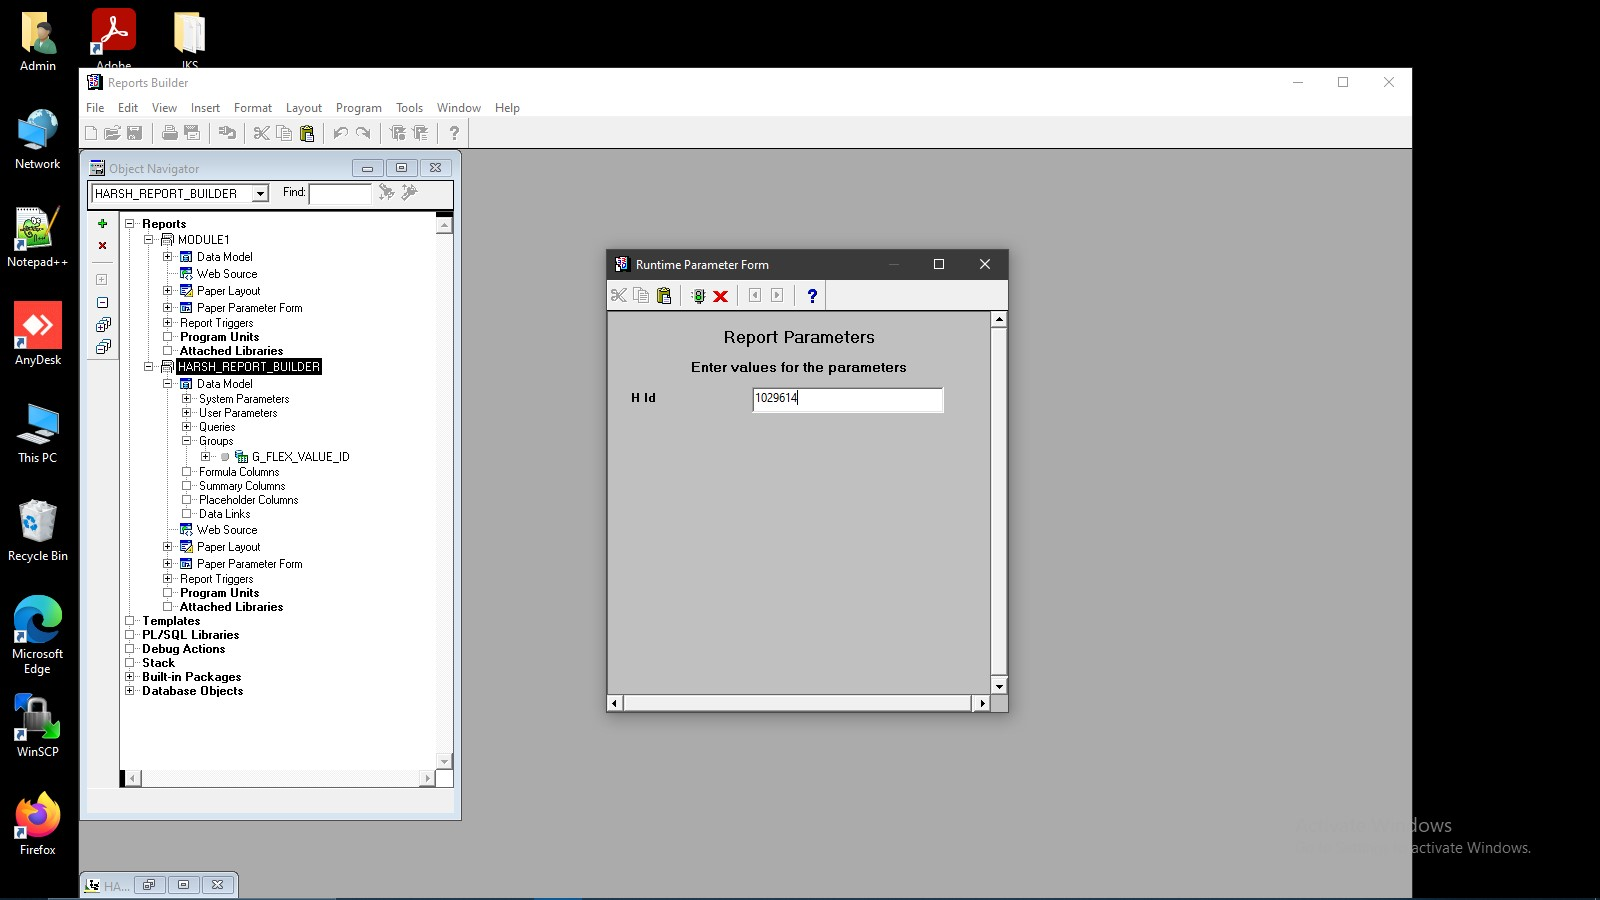 Admin
Adobe
JKS
Network
Notepad++
AnyDesk
This PC
Recycle Bin
Microsoft
Edge
WinSCP
Firefox
Reports Builder
File Edit View Insert Format Layout Program Tools Window Help
Object Navigator
HARSH_REPORT_BUILDER
Find:
Reports
MODULE1
Data Model
Web Source
Paper Layout
Paper Parameter Form
Report Triggers
Program Units
Attached Libraries
HARSH_REPORT_BUILDER
Data Model
System Parameters
User Parameters
Queries
Groups
G_FLEX_VALUE_ID
Formula Columns
Summary Columns
Placeholder Columns
Data Links
Web Source
Paper Layout
Paper Parameter Form
Report Triggers
Program Units
Attached Libraries
Templates
PL/SQL Libraries
Debug Actions
Stack
Built-in Packages
Database Objects
Runtime Parameter Form
Report Parameters
Enter values for the parameters
H Id
1029614
HA...
activate Windows.